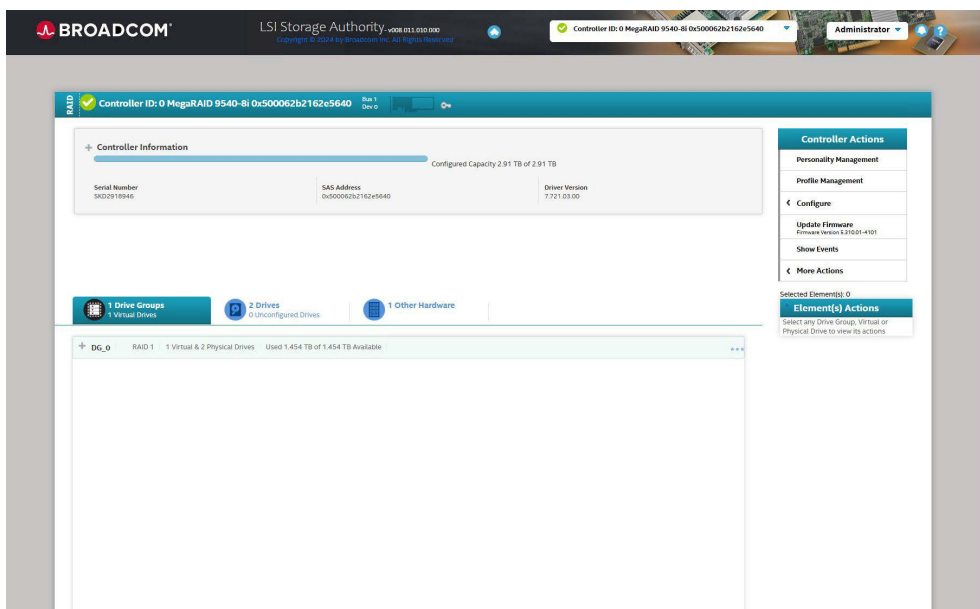 BROADCOM
LSI Storage Authority v008.011.010.000
Copyright © 2024 by Broadcom Inc. All Rights Reserved
Controller ID: 0 MegaRAID 9540-8i 0x500062b2162e5640
Administrator
?
RAID
Controller ID: 0 MegaRAID 9540-8i 0x500062b2162e5640
Bus 1
Dev 0
Controller Information
Configured Capacity 2.91 TB of 2.91 TB
Serial Number
SKD2918946
SAS Address
0x500062b2162e5640
Driver Version
7.721.03.00
Controller Actions
Personality Management
Profile Management
Configure
Update Firmware
Firmware Version 5.310.01-4101
Show Events
More Actions
Selected Element(s): 0
Element(s) Actions
Select any Drive Group, Virtual or
Physical Drive to view its actions
1 Drive Groups
1 Virtual Drives
2 Drives
0 Unconfigured Drives
1 Other Hardware
DG_0 RAID 1 1 Virtual & 2 Physical Drives Used 1.454 TB of 1.454 TB Available